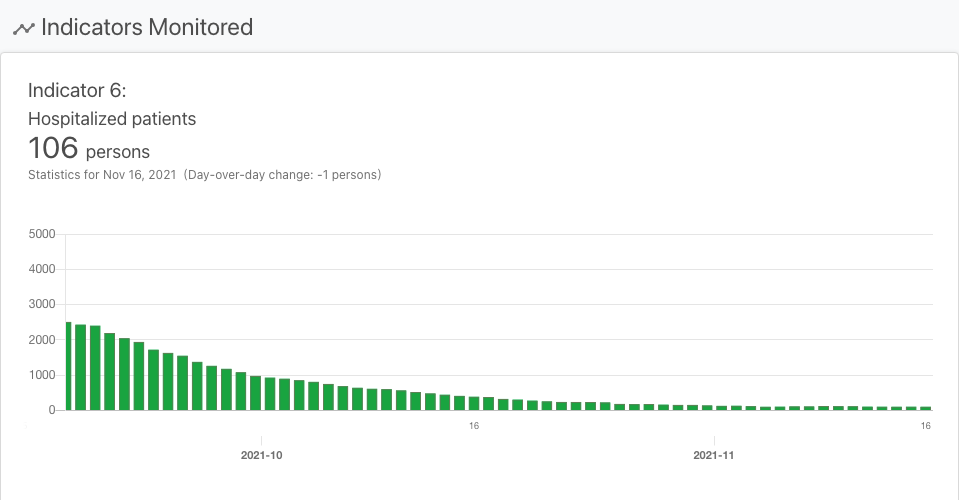 Indicators Monitored
Indicator 6:
Hospitalized patients
106 persons
Statistics for Nov 16, 2021 (Day-over-day change: -1 persons)
5000
4000
3000
2000
1000
0
16
16
2021-10
2021-11